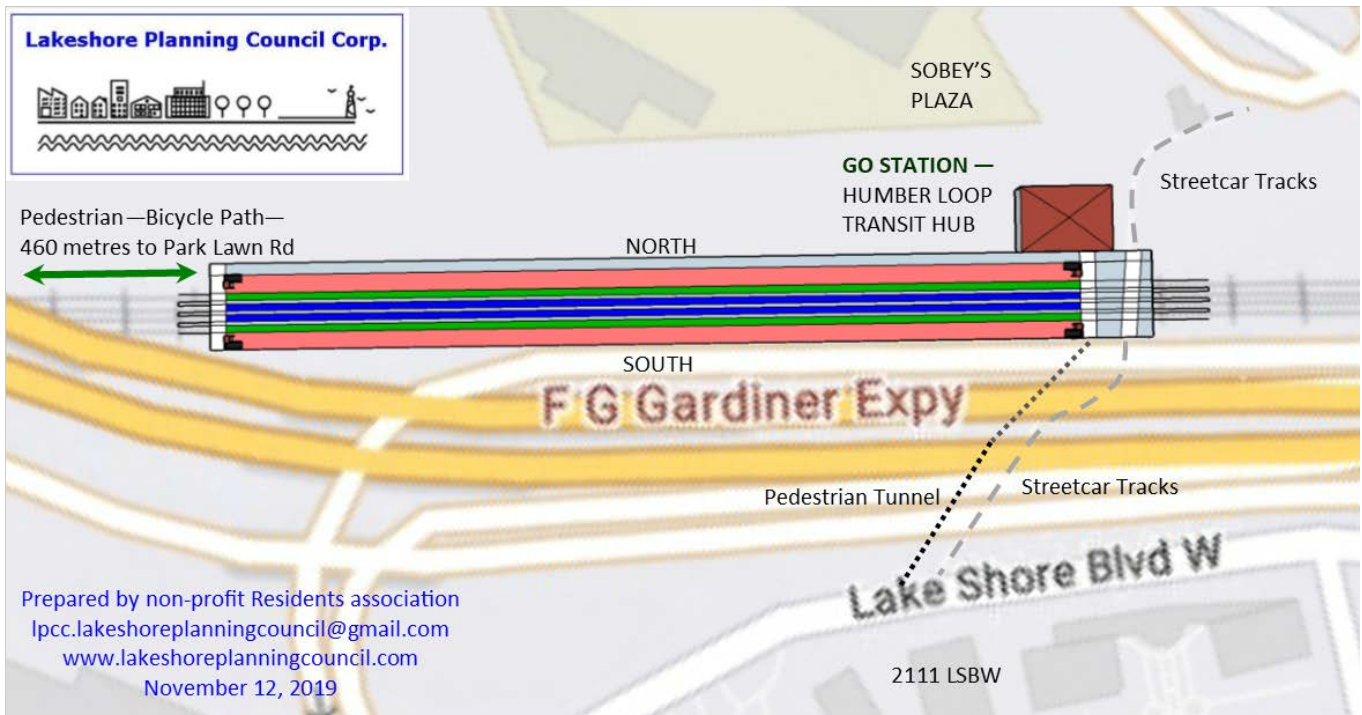 Lakeshore Planning Council Corp.
SOBEY'S
PLAZA
GO STATION —
HUMBER LOOP
TRANSIT HUB
Streetcar Tracks
Pedestrian—Bicycle Path—
460 metres to Park Lawn Rd
NORTH
SOUTH
F G Gardiner Expy
Pedestrian Tunnel
Streetcar Tracks
Lake Shore Blvd W
Prepared by non-profit Residents association
lpcc.lakeshoreplanningcouncil@gmail.com
www.lakeshoreplanningcouncil.com
November 12, 2019
2111 LSBW